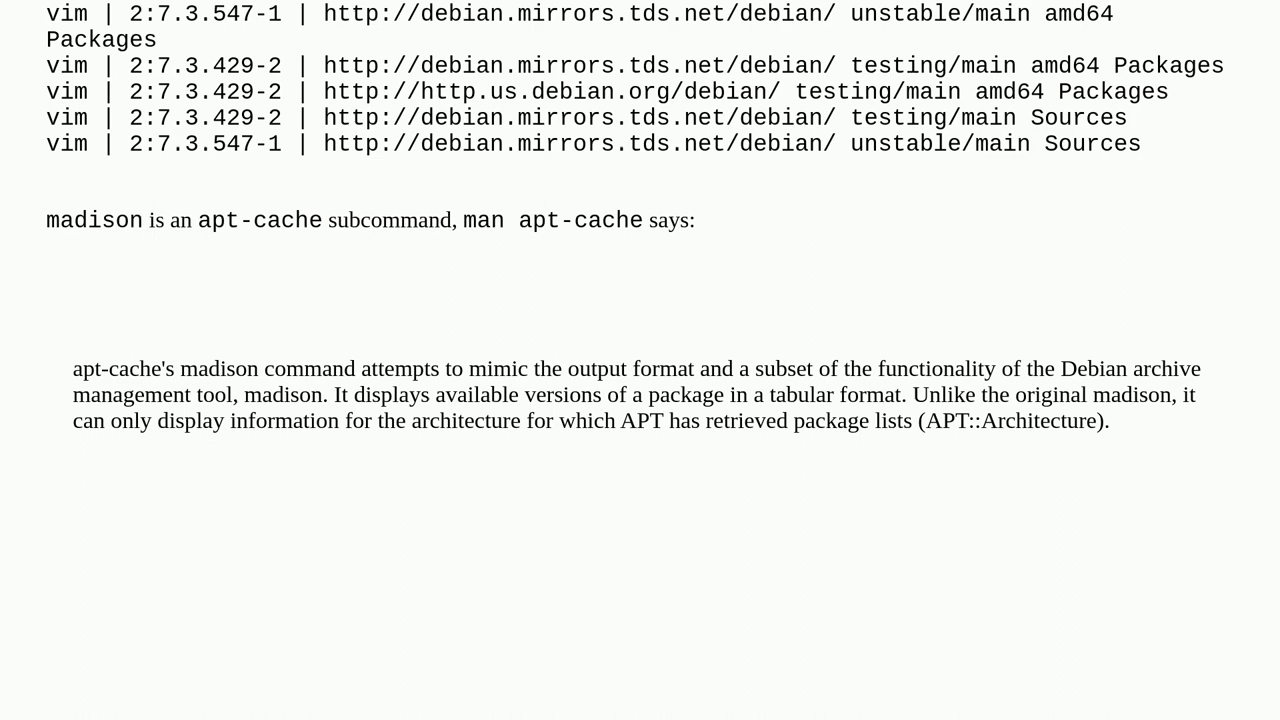 vim | 2:7.3.547-1 | http://debian.mirrors.tds.net/debian/ unstable/main amd64
Packages
vim | 2:7.3.429-2 | http://debian.mirrors.tds.net/debian/ testing/main amd64 Packages
vim | 2:7.3.429-2 | http://http.us.debian.org/debian/ testing/main amd64 Packages
vim | 2:7.3.429-2 | http://debian.mirrors.tds.net/debian/ testing/main Sources
vim | 2:7.3.547-1 | http://debian.mirrors.tds.net/debian/ unstable/main Sources
madison is an apt-cache subcommand, man apt-cache says:
apt-cache's madison command attempts to mimic the output format and a subset of the functionality of the Debian archive
management tool, madison. It displays available versions of a package in a tabular format. Unlike the original madison, it
can only display information for the architecture for which APT has retrieved package lists (APT::Architecture).